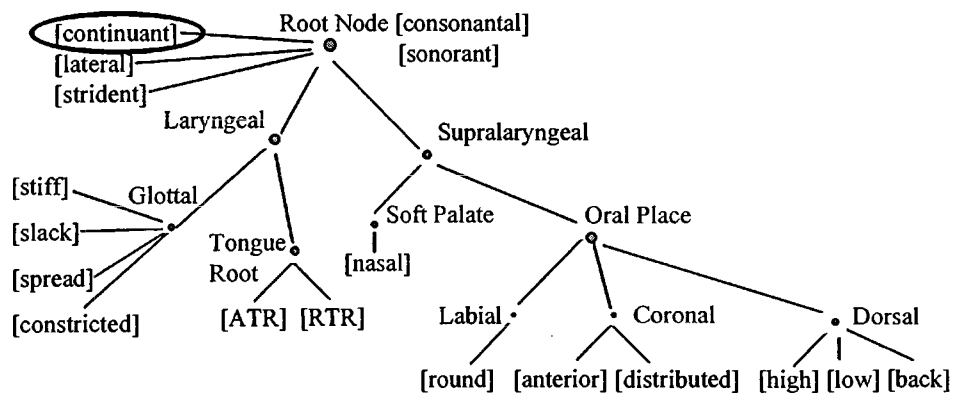 Root Node [consonantal]
[continuant]
[sonorant]
[lateral]
[strident]
Laryngeal
Supralaryngeal
[stiff]
Glottal
Soft Palate
Oral Place
[slack]
Tongue
Root
[nasal]
[spread]
[constricted]
[ATR] [RTR]
Labial
Coronal
Dorsal
[round]
[anterior] [distributed]
[high] [low] [back]